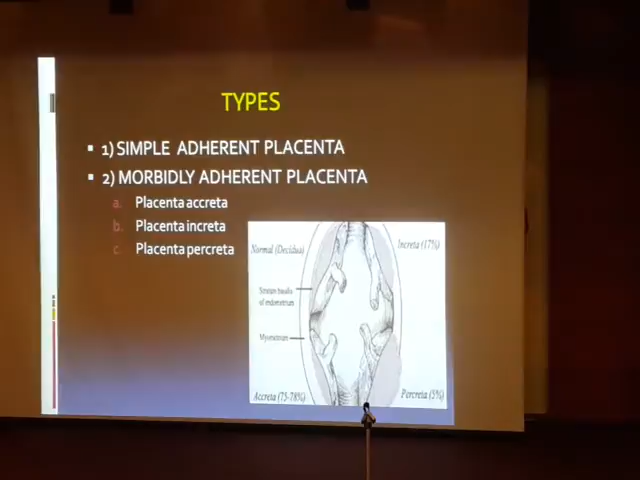 TYPES
1) SIMPLE ADHERENT PLACENTA
2) MORBIDLY ADHERENT PLACENTA
a. Placenta accreta
b. Placenta increta
c. Placenta percreta
Normal (Decidua)
Increta (17%)
Stratum basalis
of endometrium
Myometrium
Accreta (75-78%)
Percreta (5%)